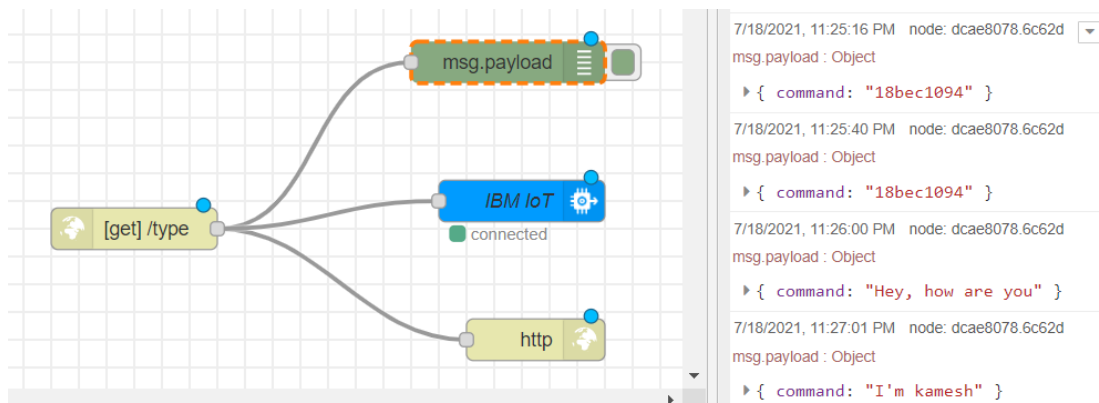 msg.payload
IBM IoT
connected
[get] /type
http
7/18/2021, 11:25:16 PM node: dcae8078.6c62d
msg.payload : Object
{ command: "18bec1094" }
7/18/2021, 11:25:40 PM node: dcae8078.6c62d
msg.payload : Object
{ command: "18bec1094" }
7/18/2021, 11:26:00 PM node: dcae8078.6c62d
msg.payload : Object
{ command: "Hey, how are you" }
7/18/2021, 11:27:01 PM node: dcae8078.6c62d
msg.payload : Object
{ command: "I'm kamesh" }